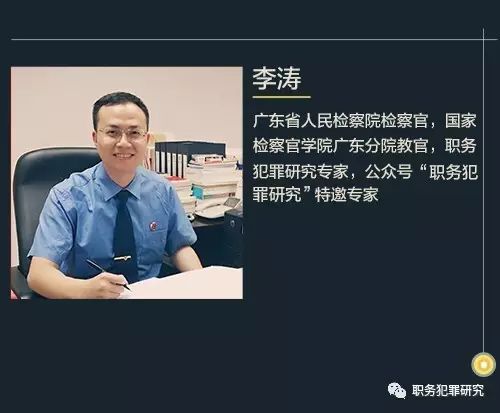 李涛
广东省人民检察院检察官，国家
检察官学院广东分院教官，职务
犯罪研究专家，公众号“职务犯
罪研究”特邀专家
职务犯罪研究